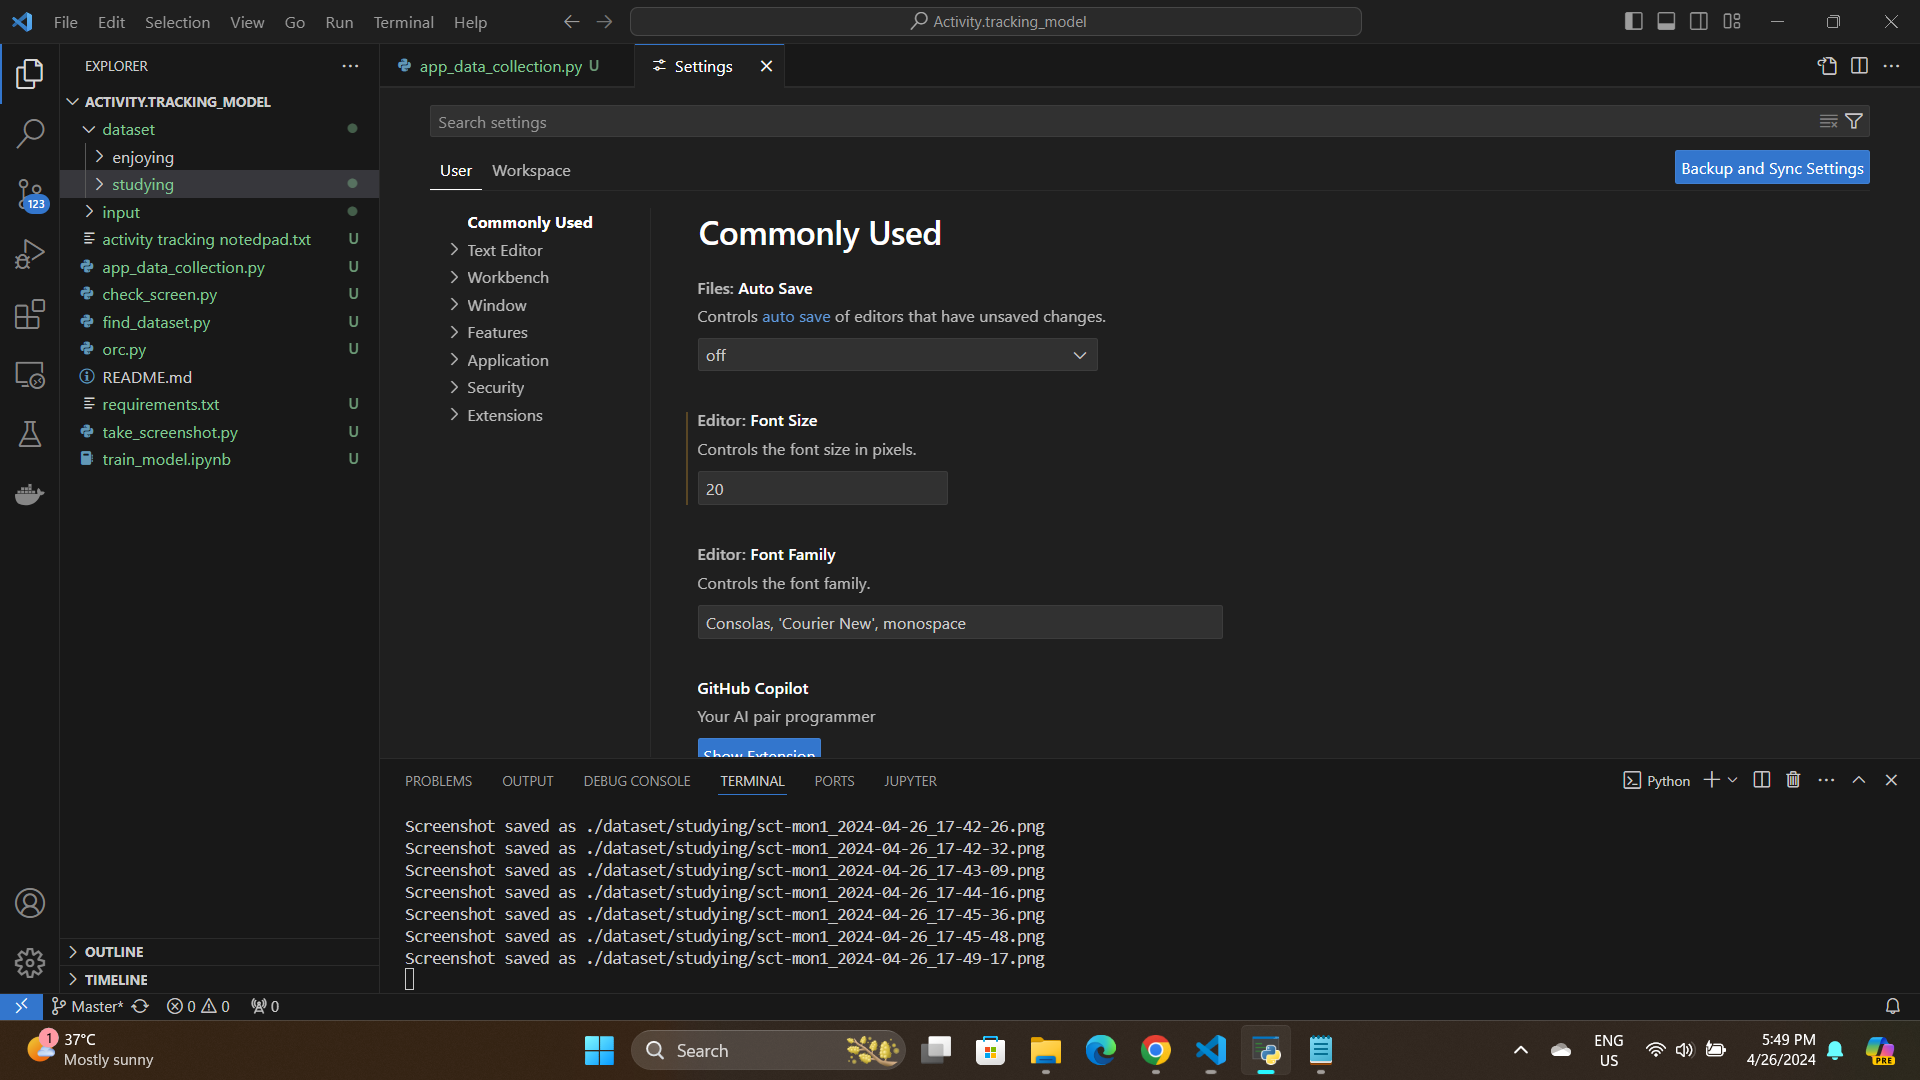 File Edit Selection View Go Run Terminal Help
Activity.tracking_model
EXPLORER
ACTIVITY.TRACKING_MODEL
dataset
enjoying
studying
input
activity tracking notedpad.txt U
app_data_collection.py U
check_screen.py U
find_dataset.py U
orc.py U
README.md
requirements.txt U
take_screenshot.py U
train_model.ipynb U
123
OUTLINE
TIMELINE
app_data_collection.py U
Settings
Search settings
User Workspace
Backup and Sync Settings
Commonly Used
Text Editor
Workbench
Window
Features
Application
Security
Extensions
Commonly Used
Files: Auto Save
Controls auto save of editors that have unsaved changes.
off
Editor: Font Size
Controls the font size in pixels.
20
Editor: Font Family
Controls the font family.
Consolas, 'Courier New', monospace
GitHub Copilot
Your AI pair programmer
Show Extension
PROBLEMS OUTPUT DEBUG CONSOLE TERMINAL PORTS JUPYTER
Python
Screenshot saved as ./dataset/studying/sct-mon1_2024-04-26_17-42-26.png
Screenshot saved as ./dataset/studying/sct-mon1_2024-04-26_17-42-32.png
Screenshot saved as ./dataset/studying/sct-mon1_2024-04-26_17-43-09.png
Screenshot saved as ./dataset/studying/sct-mon1_2024-04-26_17-44-16.png
Screenshot saved as ./dataset/studying/sct-mon1_2024-04-26_17-45-36.png
Screenshot saved as ./dataset/studying/sct-mon1_2024-04-26_17-45-48.png
Screenshot saved as ./dataset/studying/sct-mon1_2024-04-26_17-49-17.png
Master* 0 0 0
1
37°C
Mostly sunny
Search
ENG
US
5:49 PM
4/26/2024
PRE